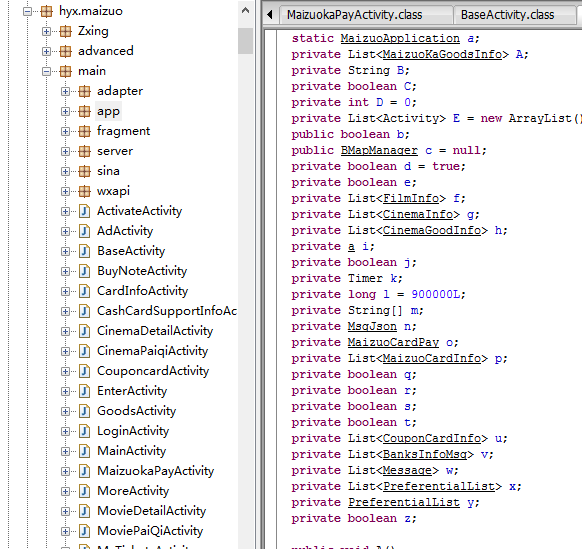 hyx.maizuo
Zxing
advanced
main
adapter
app
fragment
server
sina
wxapi
ActivateActivity
AdActivity
BaseActivity
BuyNoteActivity
CardInfoActivity
CashCardSupportInfoAc
CinemaDetailActivity
CinemaPaiqiActivity
CouponcardActivity
EnterActivity
GoodsActivity
LoginActivity
MainActivity
MaizuokaPayActivity
MoreActivity
MovieDetailActivity
MoviePaiQiActivity
MyTicketsActivity
MaizuokaPayActivity.class
BaseActivity.class
static MaizuoApplication a;
private List<MaizuoKaGoodsInfo> A;
private String B;
private boolean C;
private int D = 0;
private List<Activity> E = new ArrayList()
public boolean b;
public BMapManager c = null;
private boolean d = true;
private boolean e;
private List<FilmInfo> f;
private List<CinemaInfo> g;
private List<CinemaGoodInfo> h;
private a i;
private boolean j;
private Timer k;
private long l = 900000L;
private String[] m;
private MsgJson n;
private MaizuoCardPay o;
private List<MaizuoCardInfo> p;
private boolean q;
private boolean r;
private boolean s;
private boolean t;
private List<CouponCardInfo> u;
private List<BanksInfoMsg> v;
private List<Message> w;
private List<PreferentialList> x;
private PreferentialList y;
private boolean z;
public void A()